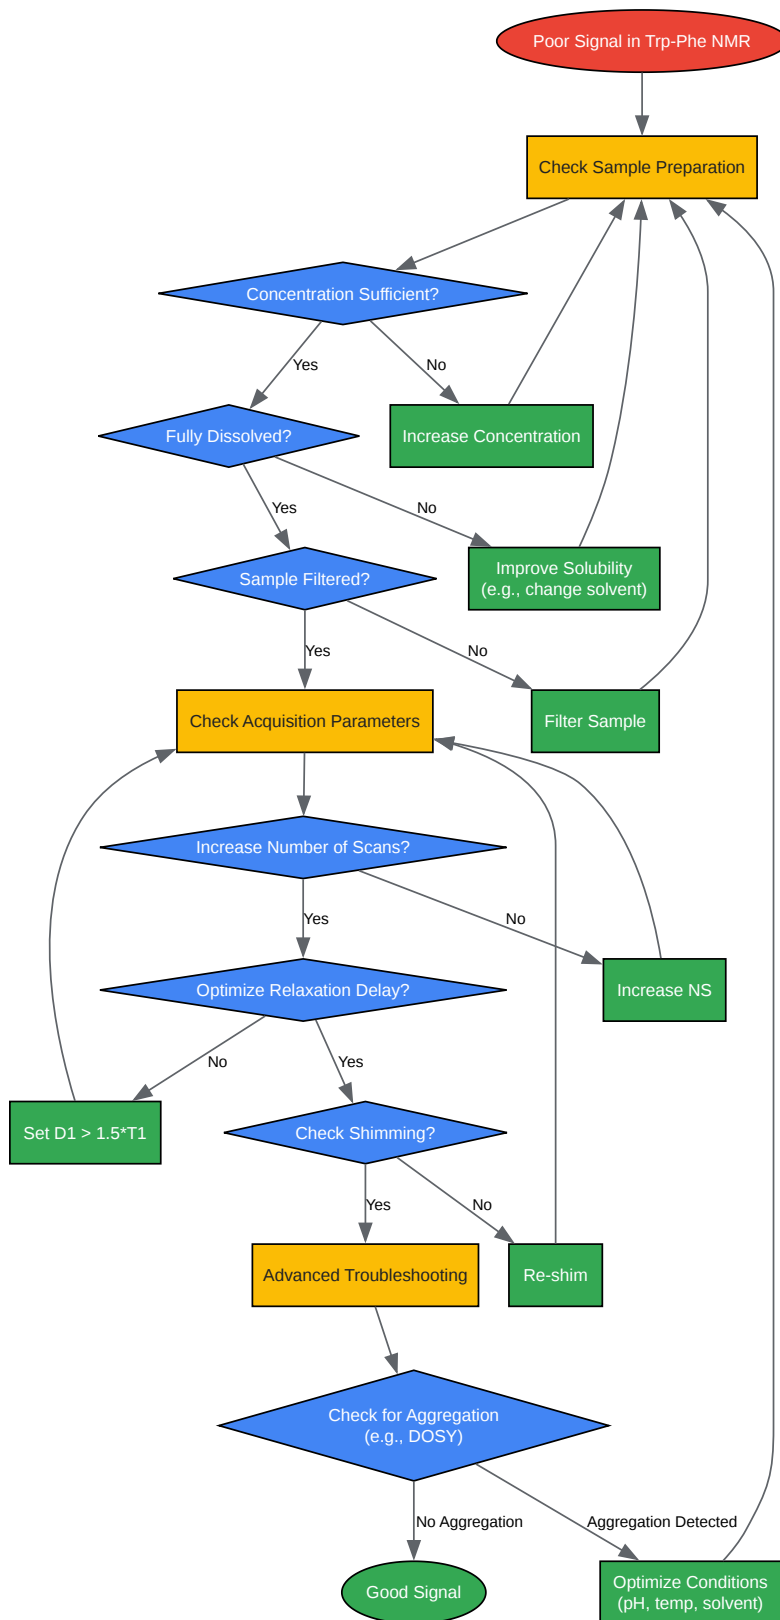 Poor Signal in Trp-Phe NMR
Check Sample Preparation
Concentration Sufficient?
Yes
No
Fully Dissolved?
Increase Concentration
Yes
No
Sample Filtered?
Improve Solubility
(e.g., change solvent)
Yes
No
Check Acquisition Parameters
Filter Sample
Increase Number of Scans?
Yes
No
Optimize Relaxation Delay?
Increase NS
No
Yes
Set D1 > 1.5*T1
Check Shimming?
Yes
No
Advanced Troubleshooting
Re-shim
Check for Aggregation
(e.g., DOSY)
No Aggregation
Aggregation Detected
Good Signal
Optimize Conditions
(pH, temp, solvent)